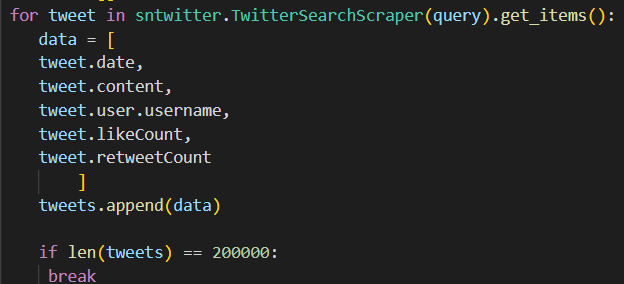 for tweet in sntwitter.TwitterSearchScraper(query).get_items():
data = [
tweet.date,
tweet.content,
tweet.user.username,
tweet.likeCount,
tweet.retweetCount
]
tweets.append(data)
if len(tweets) == 200000:
break